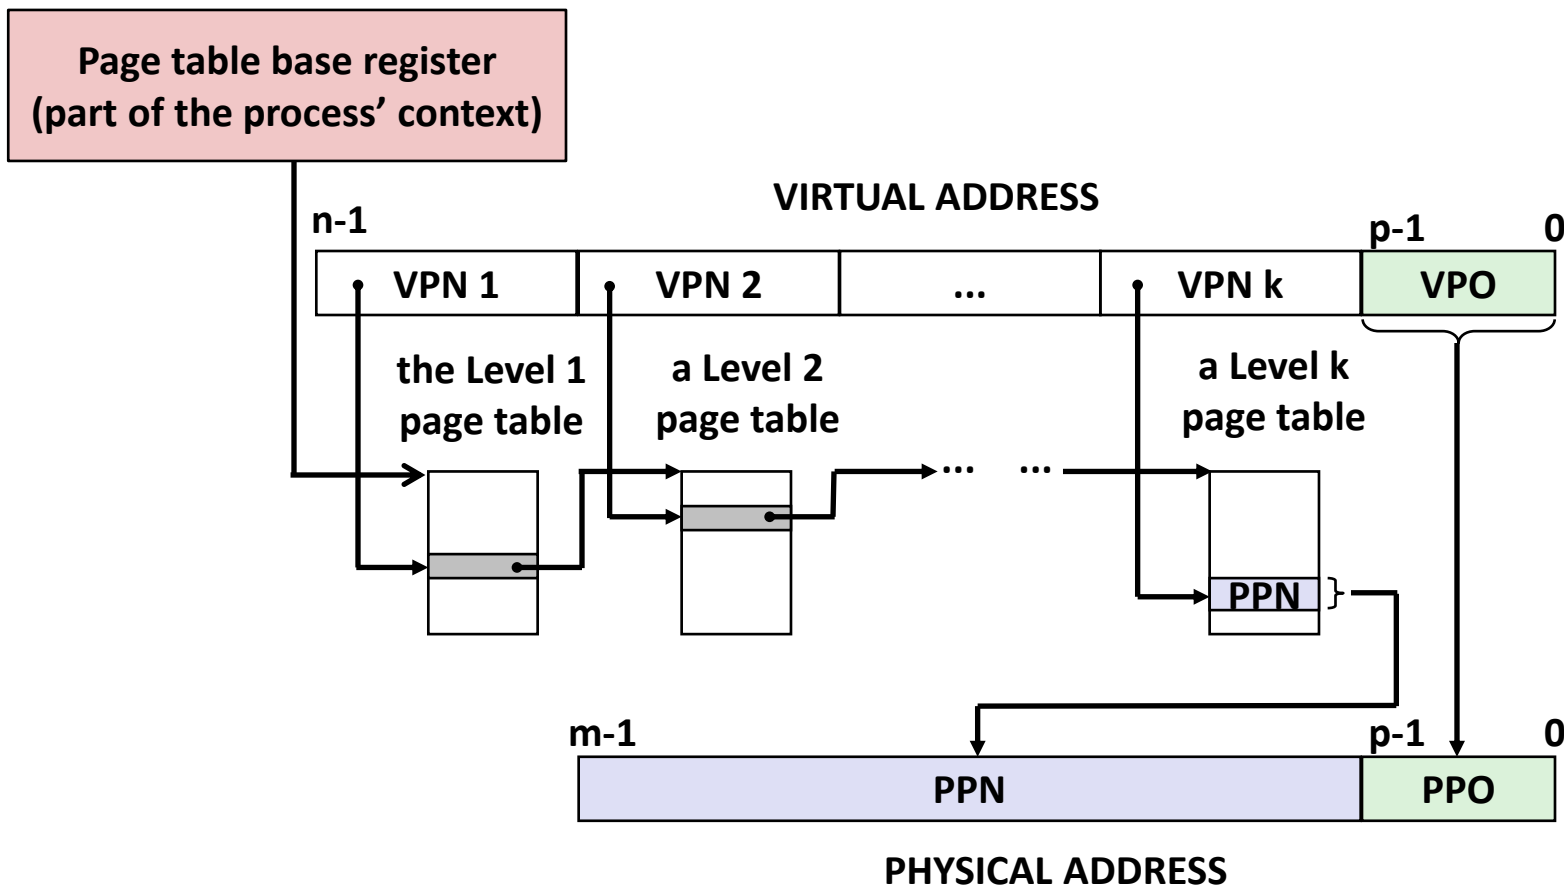 Page table base register
(part of the process’ context)
VIRTUAL ADDRESS
n-1
p-1
0
VPN 1
VPN 2
...
VPN k
VPO
the Level 1
page table
a Level 2
page table
a Level k
page table
... ...
PPN
m-1
p-1
0
PPN
PPO
PHYSICAL ADDRESS